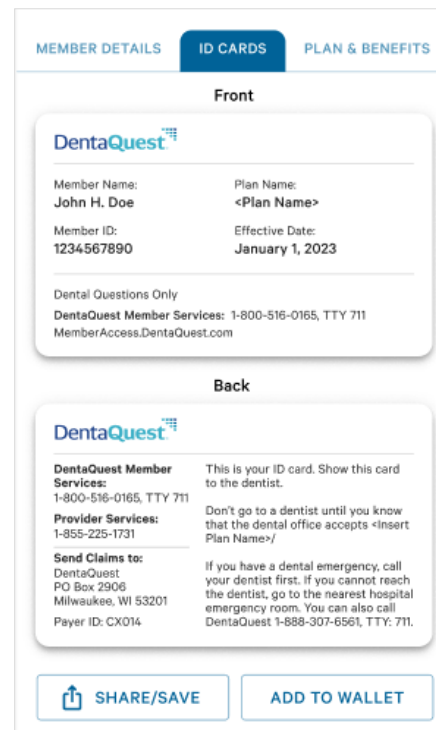 MEMBER DETAILS ID CARDS PLAN & BENEFITS
Front
DentaQuest
Member Name: Plan Name:
John H. Doe <Plan Name>
Member ID: Effective Date:
1234567890 January 1, 2023
Dental Questions Only
DentaQuest Member Services: 1-800-516-0165, TTY 711
MemberAccess.DentaQuest.com
Back
DentaQuest
DentaQuest Member
Services:
1-800-516-0165, TTY 711
Provider Services:
1-855-225-1731
Send Claims to:
DentaQuest
PO Box 2906
Milwaukee, WI 53201
Payer ID: CX014
This is your ID card. Show this card
to the dentist.
Don't go to a dentist until you know
that the dental office accepts <Insert
Plan Name>/
If you have a dental emergency, call
your dentist first. If you cannot reach
the dentist, go to the nearest hospital
emergency room. You can also call
DentaQuest 1-888-307-6561, TTY: 711.
SHARE/SAVE ADD TO WALLET